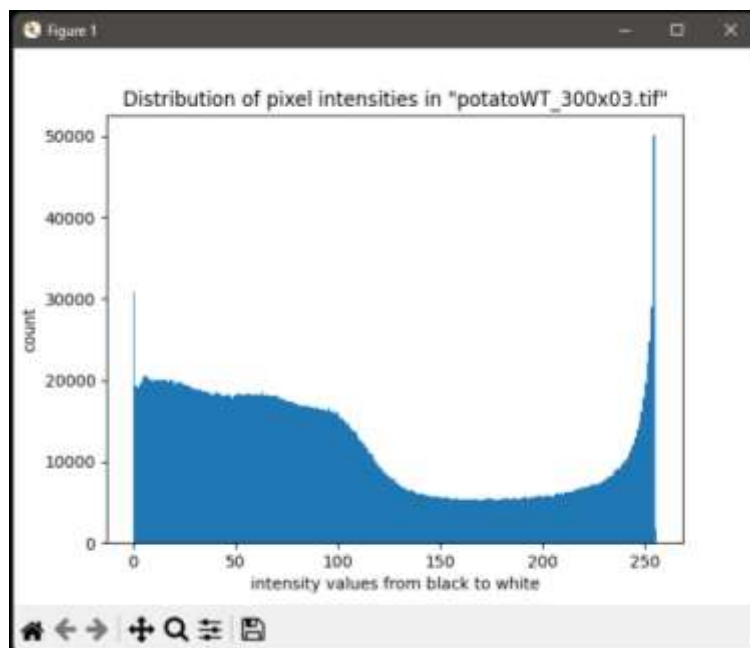 Figure 1
Distribution of pixel intensities in "potatoWT_300x03.tif"
50000
40000
30000
20000
10000
0
count
0 50 100 150 200 250
intensity values from black to white